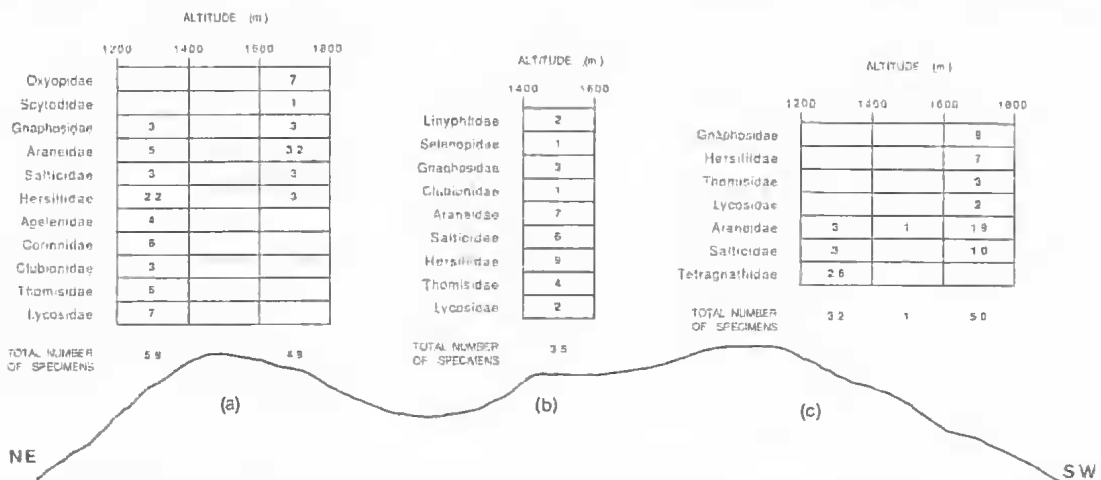 ALTITUDE (m)
1200 1400 1600 1800
Oxyopidae 7
Scytodidae 1
Gnaphosidae 3 3
Araneidae 5 32
Salticidae 3 3
Hersiliidae 22 3
Agelenidae 4
Corinnidae 6
Clubionidae 3
Thomisidae 5
Lycosidae 7
TOTAL NUMBER
OF SPECIMENS 58 49
(a)
ALTITUDE (m)
1400 1600
Linyphiidae 2
Selenopidae 1
Gnaphosidae 3
Clubionidae 1
Araneidae 7
Salticidae 6
Hersiliidae 9
Thomisidae 4
Lycosidae 2
TOTAL NUMBER
OF SPECIMENS 35
(b)
ALTITUDE (m)
1200 1400 1600 1800
Gnaphosidae 9
Hersiliidae 7
Thomisidae 3
Lycosidae 2
Araneidae 3 1 19
Salticidae 3 10
Tetragnathidae 26
TOTAL NUMBER
OF SPECIMENS 32 1 50
(c)
NE
SW